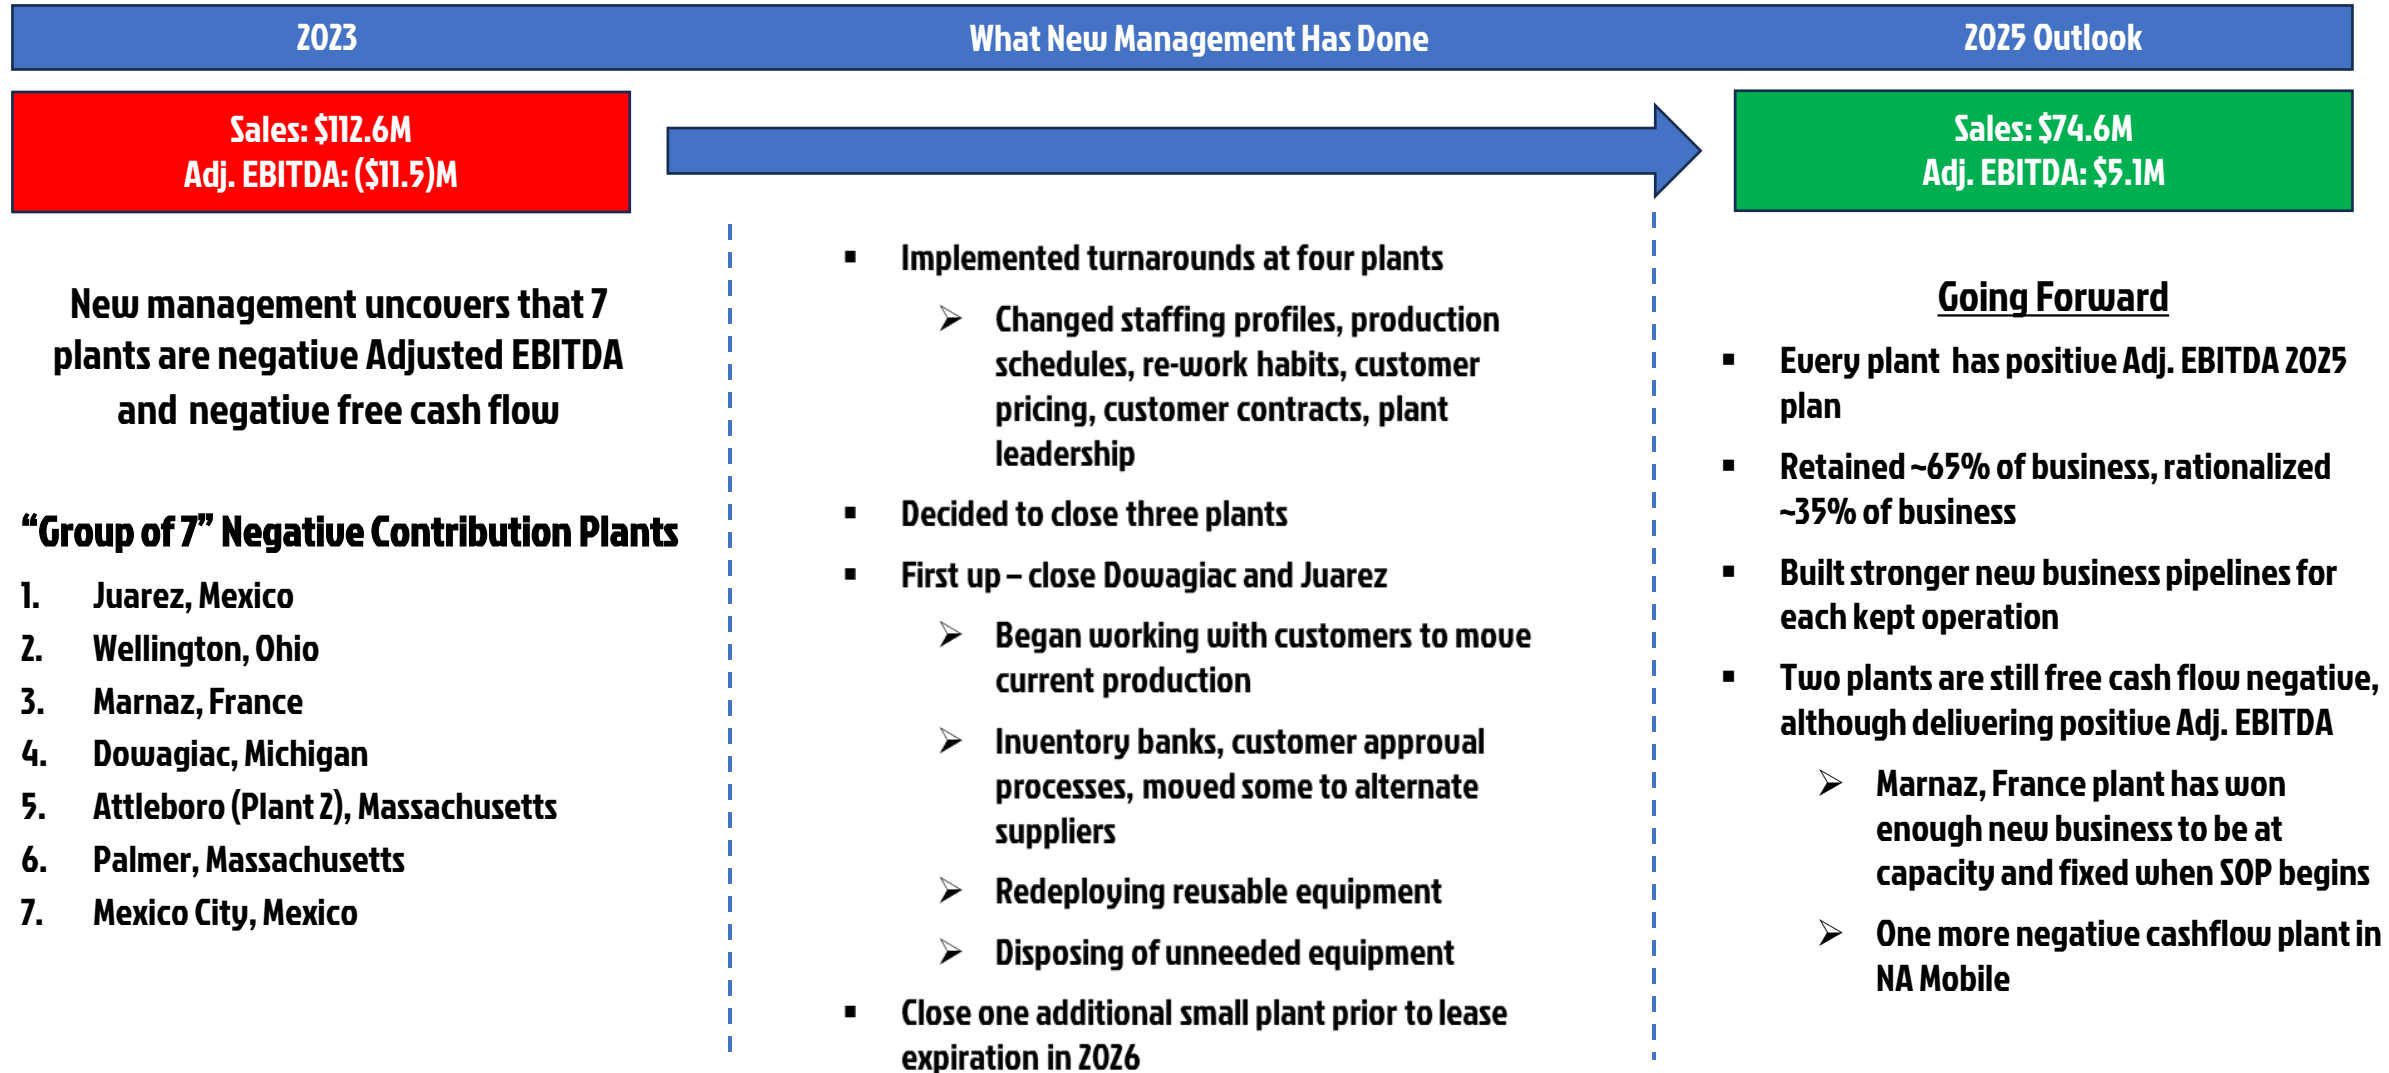 2023
What New Management Has Done
2025 Outlook
Sales: $112.6M
Adj. EBITDA: ($11.5)M
Sales: $74.6M
Adj. EBITDA: $5.1M
New management uncovers that 7
plants are negative Adjusted EBITDA
and negative free cash flow
“Group of 7” Negative Contribution Plants
1. Juarez, Mexico
2. Wellington, Ohio
3. Marnaz, France
4. Dowagiac, Michigan
5. Attleboro (Plant 2), Massachusetts
6. Palmer, Massachusetts
7. Mexico City, Mexico
▪ Implemented turnarounds at four plants
➢ Changed staffing profiles, production
schedules, re-work habits, customer
pricing, customer contracts, plant
leadership
▪ Decided to close three plants
▪ First up – close Dowagiac and Juarez
➢ Began working with customers to move
current production
➢ Inventory banks, customer approval
processes, moved some to alternate
suppliers
➢ Redeploying reusable equipment
➢ Disposing of unneeded equipment
▪ Close one additional small plant prior to lease
expiration in 2026
Going Forward
▪ Every plant has positive Adj. EBITDA 2025
plan
▪ Retained ~65% of business, rationalized
~35% of business
▪ Built stronger new business pipelines for
each kept operation
▪ Two plants are still free cash flow negative,
although delivering positive Adj. EBITDA
➢ Marnaz, France plant has won
enough new business to be at
capacity and fixed when SOP begins
➢ One more negative cashflow plant in
NA Mobile